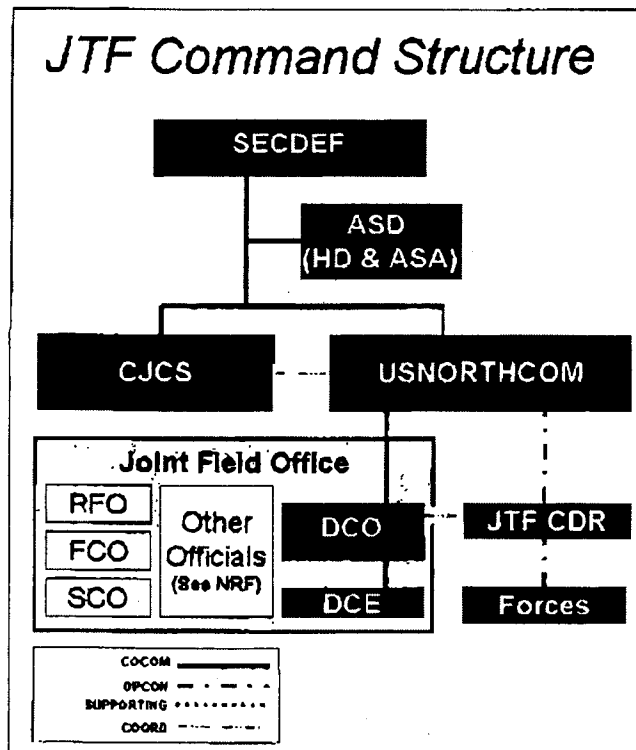 JTF Command Structure
SECDEF
ASD
(HD & ASA)
CJCS
USNORTHCOM
Joint Field Office
RFO
FCO
SCO
Other
Officials
(See NRF)
DCO
DCE
JTF CDR
Forces
COCOM
OPCON
SUPPORTING
COORD